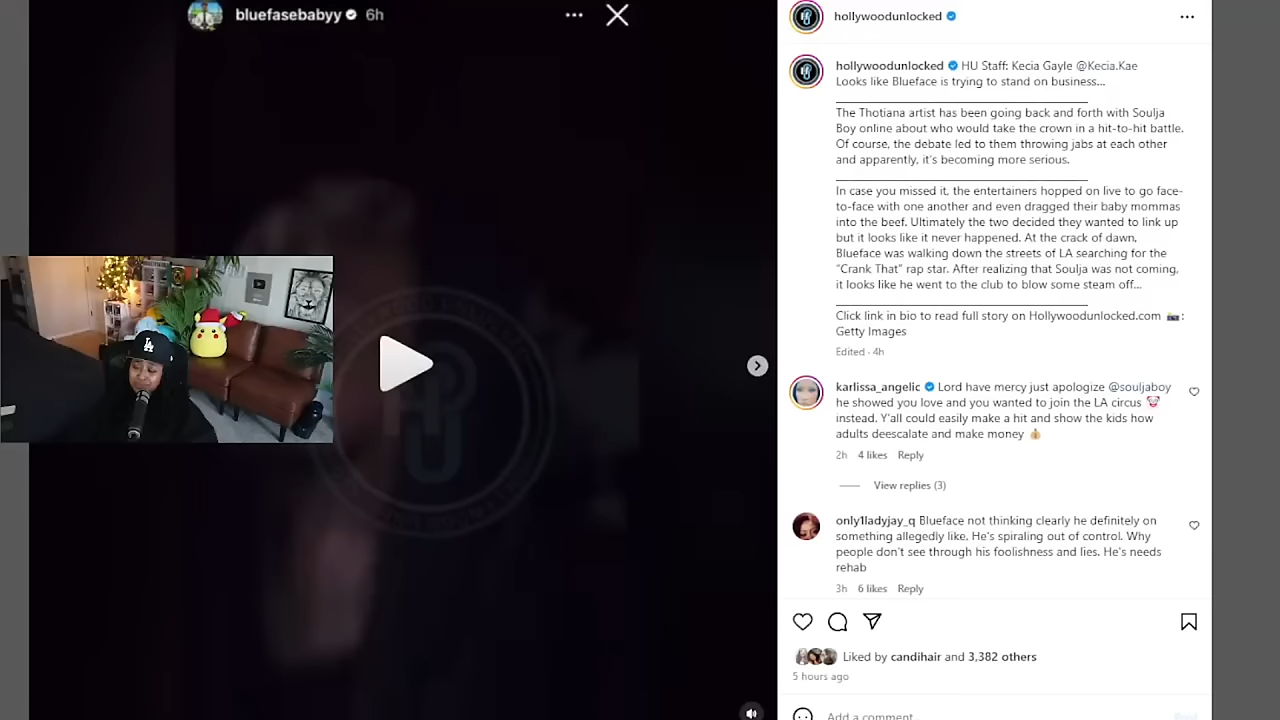 bluefasebabyy 6h
hollywoodunlocked
hollywoodunlocked HU Staff: Kecia Gayle @Kecia.Kae
Looks like Blueface is trying to stand on business...
The Thotiana artist has been going back and forth with Soulja
Boy online about who would take the crown in a hit-to-hit battle.
Of course, the debate led to them throwing jabs at each other
and apparently, it's becoming more serious.
In case you missed it, the entertainers hopped on live to go face-
to-face with one another and even dragged their baby mommas
into the beef. Ultimately the two decided they wanted to link up
but it looks like it never happened. At the crack of dawn,
Blueface was walking down the streets of LA searching for the
“Crank That” rap star. After realizing that Soulja was not coming,
it looks like he went to the club to blow some steam off...
Click link in bio to read full story on Hollywoodunlocked.com 📸:
Getty Images
Edited · 4h
karlissa_angelic Lord have mercy just apologize @souljaboy
he showed you love and you wanted to join the LA circus 🤡
instead. Y'all could easily make a hit and show the kids how
adults deescalate and make money 💰
2h 4 likes Reply
View replies (3)
only1ladyjay_q Blueface not thinking clearly he definitely on
something allegedly like. He's spiraling out of control. Why
people don't see through his foolishness and lies. He's needs
rehab
3h 6 likes Reply
Liked by candihair and 3,382 others
5 hours ago
Add a comment...
Post
LA